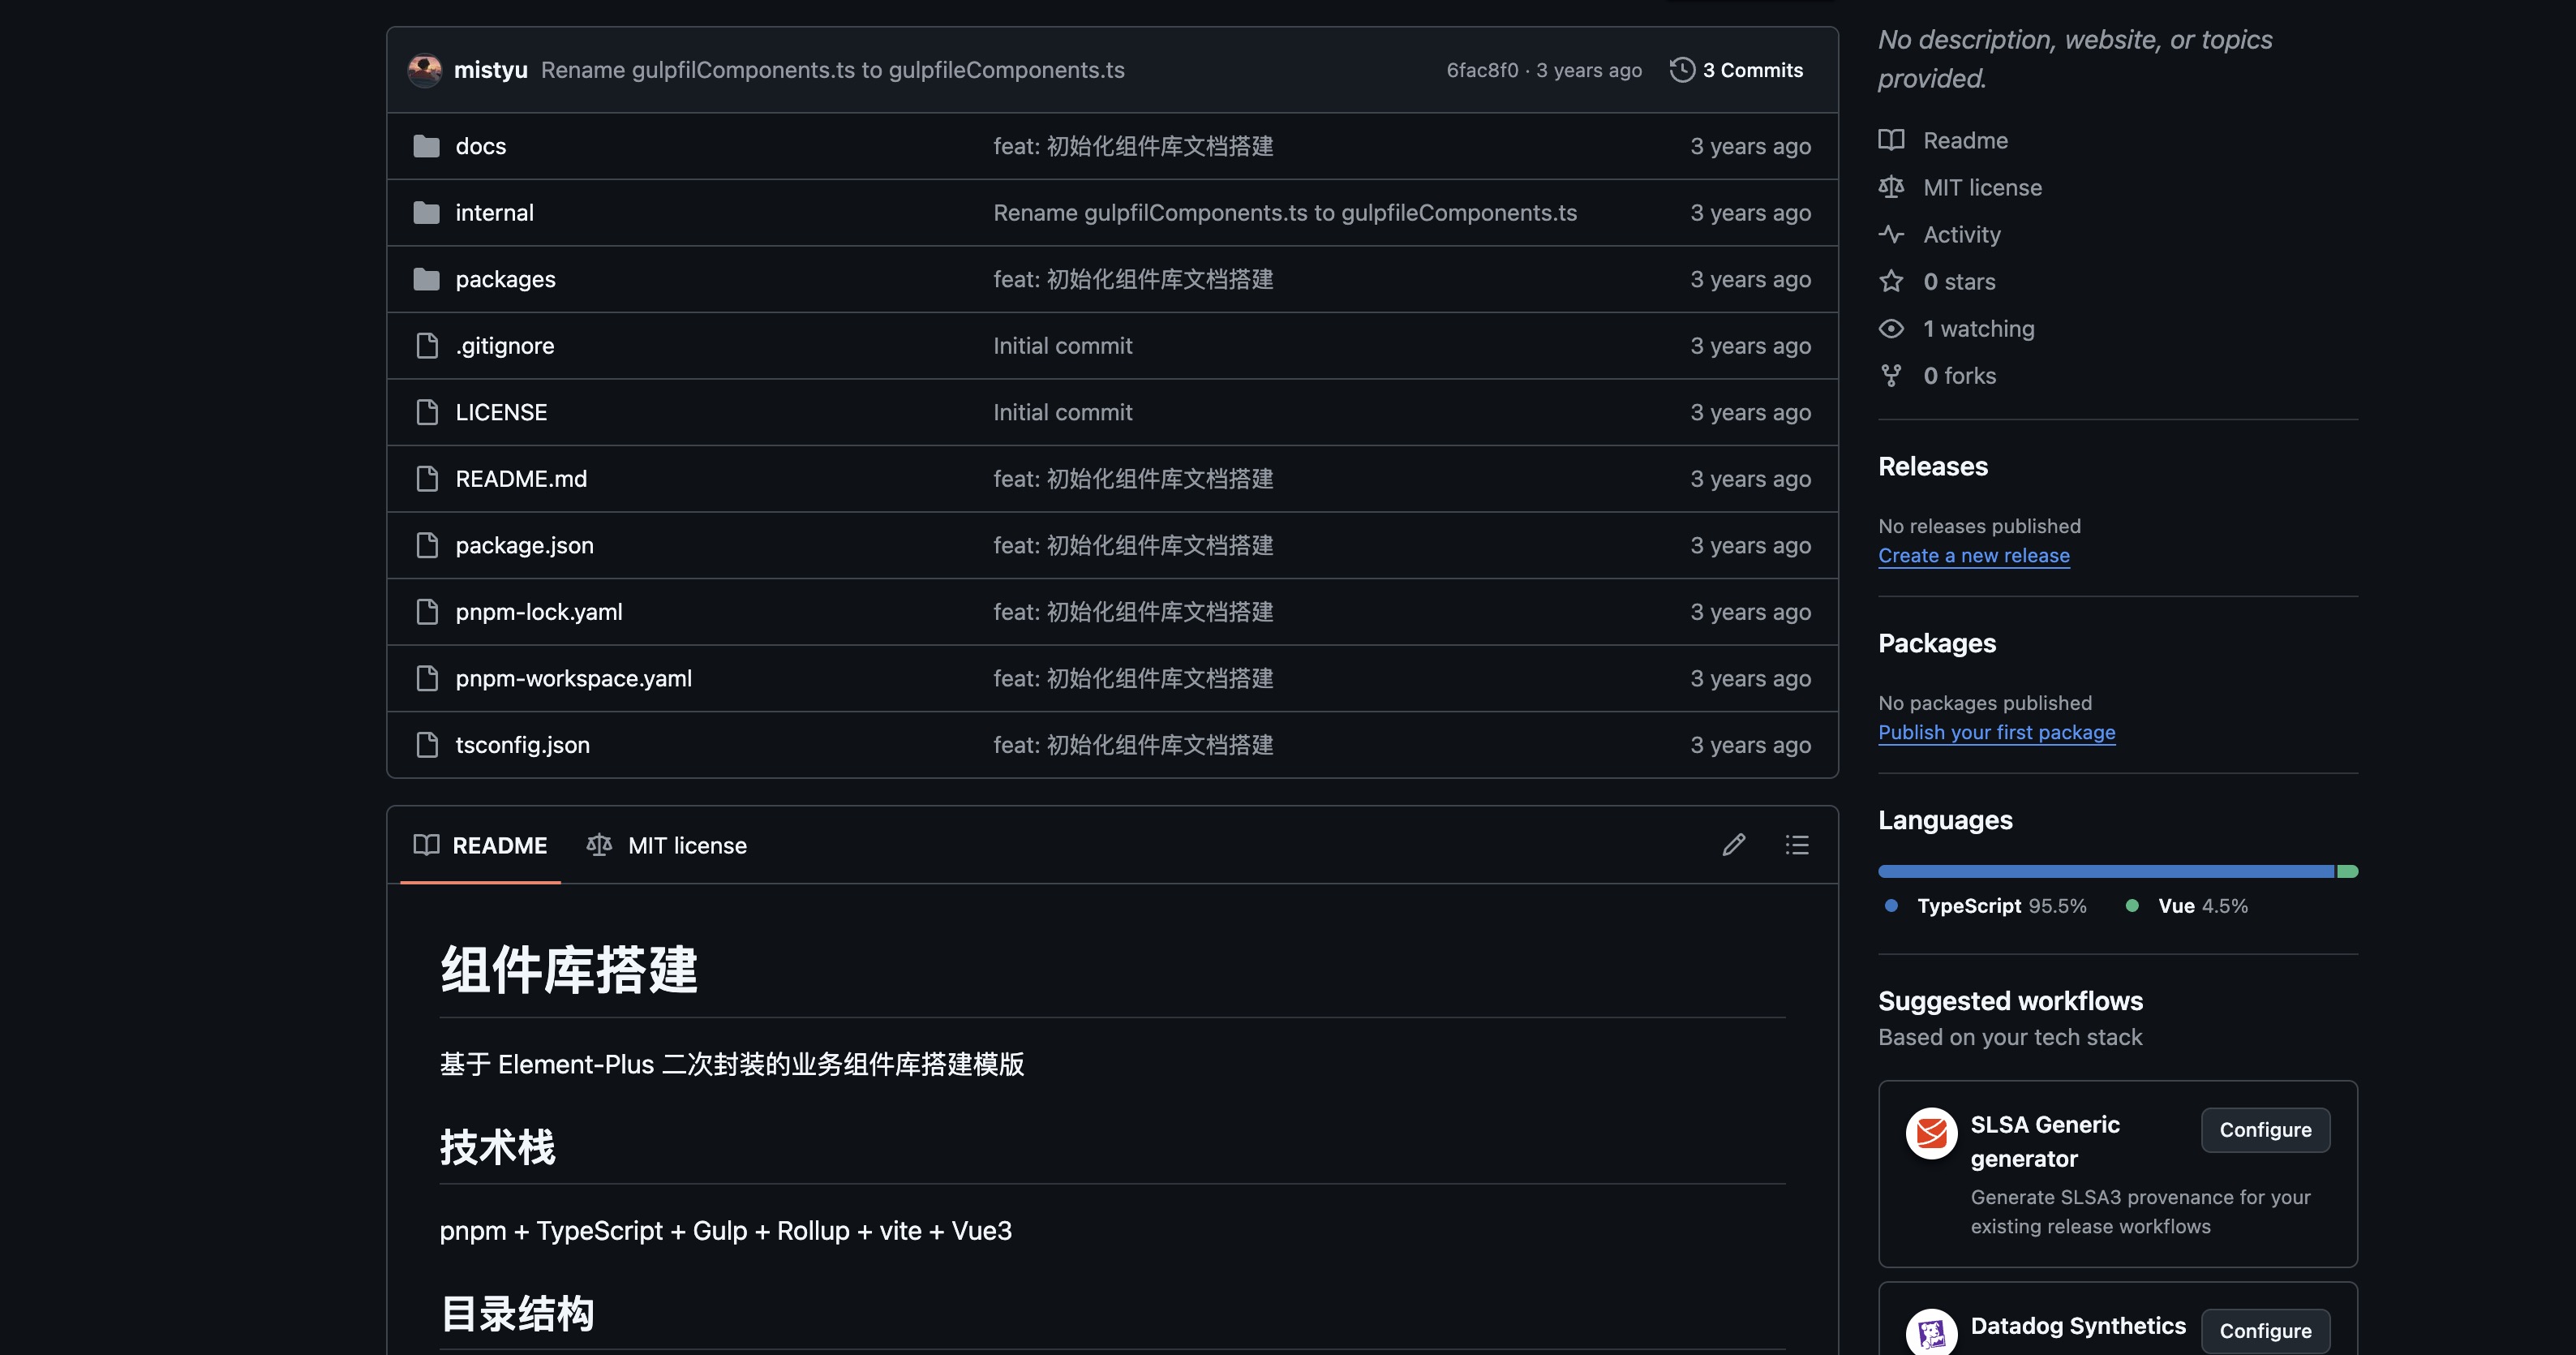 mistyu Rename gulpfilComponents.ts to gulpfileComponents.ts 6fac8f0 · 3 years ago 3 Commits
docs feat: 初始化组件库文档搭建 3 years ago
internal Rename gulpfilComponents.ts to gulpfileComponents.ts 3 years ago
packages feat: 初始化组件库文档搭建 3 years ago
.gitignore Initial commit 3 years ago
LICENSE Initial commit 3 years ago
README.md feat: 初始化组件库文档搭建 3 years ago
package.json feat: 初始化组件库文档搭建 3 years ago
pnpm-lock.yaml feat: 初始化组件库文档搭建 3 years ago
pnpm-workspace.yaml feat: 初始化组件库文档搭建 3 years ago
tsconfig.json feat: 初始化组件库文档搭建 3 years ago
README MIT license
组件库搭建
基于 Element-Plus 二次封装的业务组件库搭建模版
技术栈
pnpm + TypeScript + Gulp + Rollup + vite + Vue3
目录结构
No description, website, or topics
provided.
Readme
MIT license
Activity
0 stars
1 watching
0 forks
Releases
No releases published
Create a new release
Packages
No packages published
Publish your first package
Languages
TypeScript 95.5% Vue 4.5%
Suggested workflows
Based on your tech stack
SLSA Generic
generator
Configure
Generate SLSA3 provenance for your
existing release workflows
Datadog Synthetics Configure